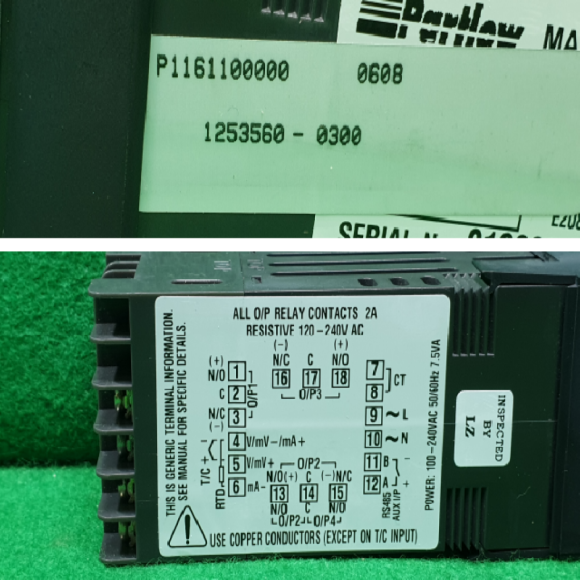 Partlow MA
P1161100000 0608
1253560-0300
SERIAL
ALL O/P RELAY CONTACTS 2A
RESISTIVE 120-240V AC
THIS IS GENERIC TERMINAL INFORMATION.
SEE MANUAL FOR SPECIFIC DETAILS.
(-) (+)
N/C C N/O
16 17 18
O/P3
(+)
N/O 1
C 2
N/C 3
(-)
O/P1
4 V/mV-/mA+
5 V/mV+
6 mA-
- T/C +
RTD
O/P2
N/O(+) C (-)N/C
13 14 15
N/O C N/O
O/P2 O/P4
7
8
CT
9 ~ L
10 ~ N
11 B -
12 A +
RS485
AUX I/P
POWER: 100-240VAC 50/60Hz 7.5VA
USE COPPER CONDUCTORS (EXCEPT ON T/C INPUT)
INSPECTED
BY
LZ